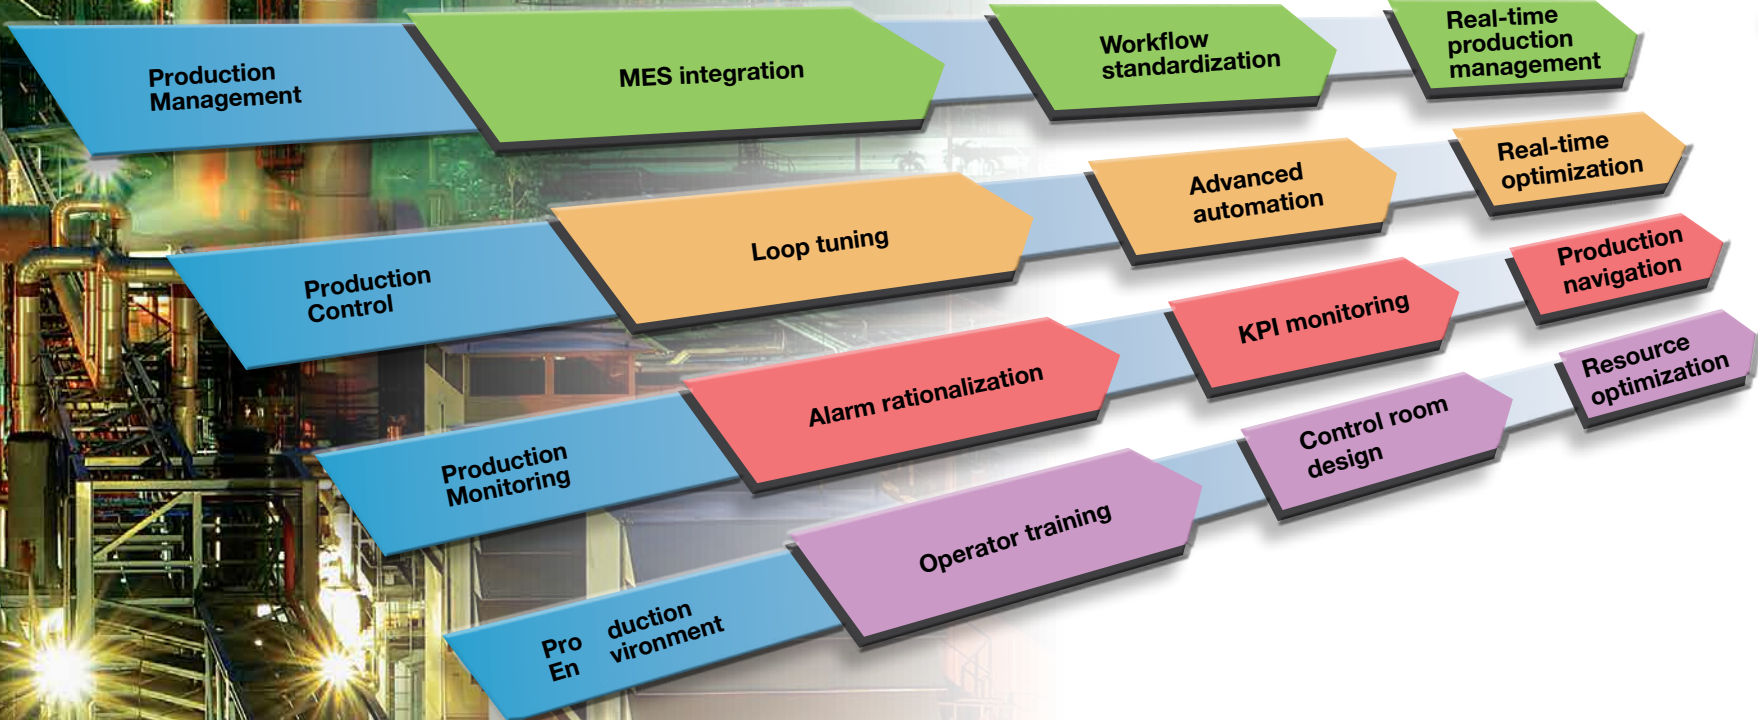 Production
Management
MES integration
Workflow
standardization
Real-time
production
management
Production
Control
Loop tuning
Advanced
automation
Real-time
optimization
Production
Monitoring
Alarm rationalization
KPI monitoring
Production
navigation
Pro duction
En vironment
Operator training
Control room
design
Resource
optimization